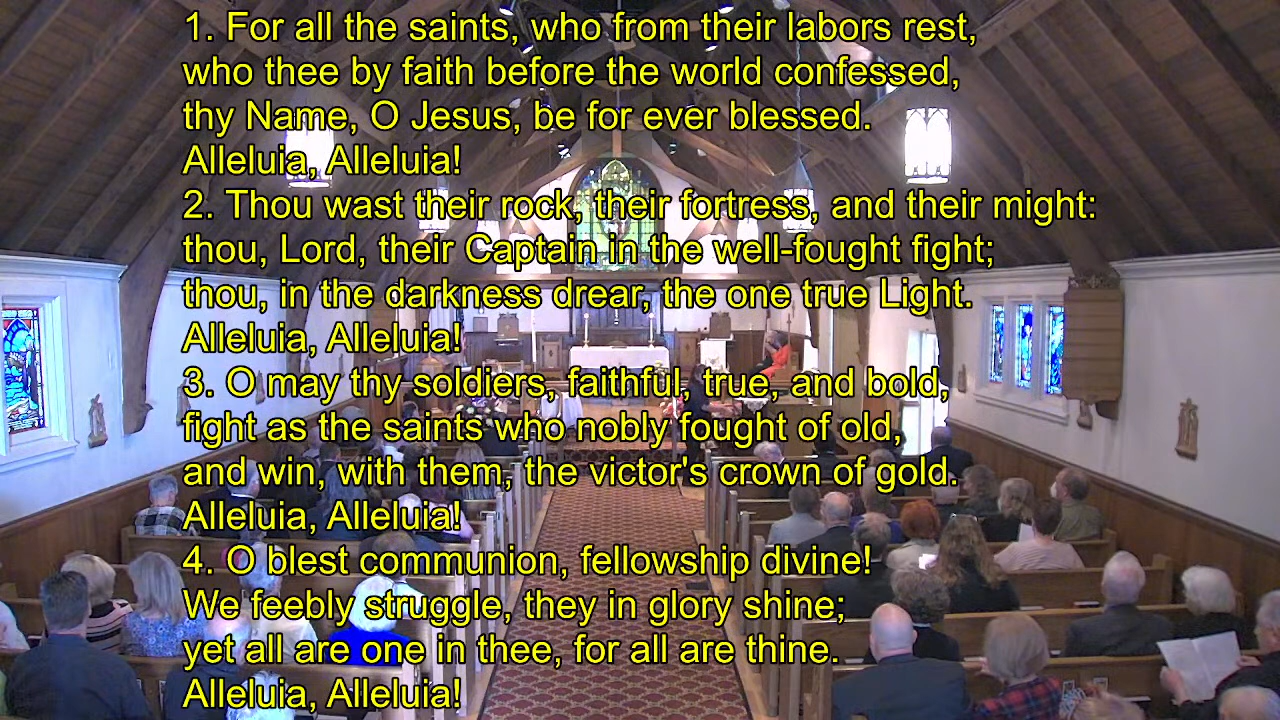 1. For all the saints, who from their labors rest,
who thee by faith before the world confessed,
thy Name, O Jesus, be for ever blessed.
Alleluia, Alleluia!
2. Thou wast their rock, their fortress, and their might:
thou, Lord, their Captain in the well-fought fight;
thou, in the darkness drear, the one true Light.
Alleluia, Alleluia!
3. O may thy soldiers, faithful, true, and bold,
fight as the saints who nobly fought of old,
and win, with them, the victor's crown of gold.
Alleluia, Alleluia!
4. O blest communion, fellowship divine!
We feebly struggle, they in glory shine;
yet all are one in thee, for all are thine.
Alleluia, Alleluia!